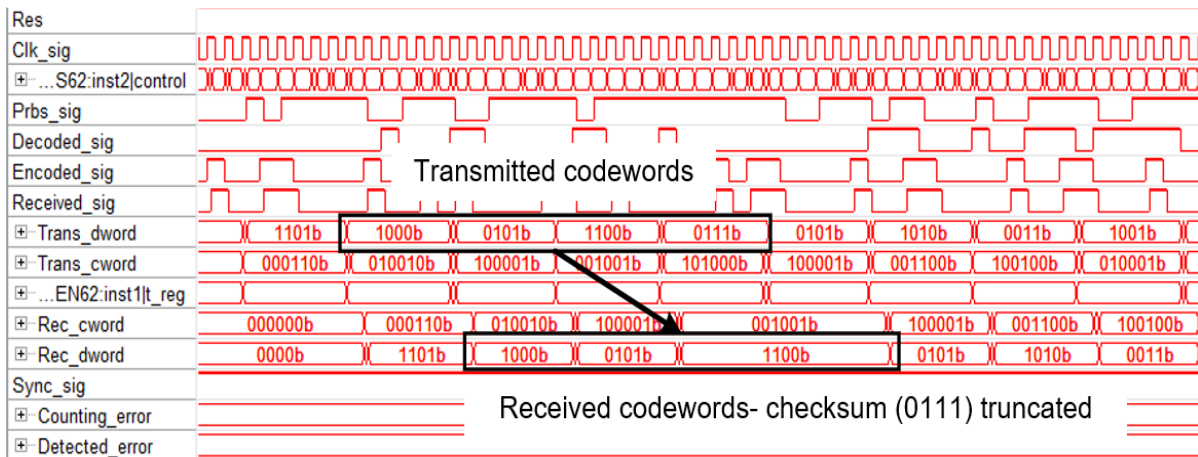 Res
Clk_sig
...S62:inst2|control
Prbs_sig
Decoded_sig
Encoded_sig
Transmitted codewords
Received_sig
Trans_dword 1101b 1000b 0101b 1100b 0111b 0101b 1010b 0011b 1001b
Trans_cword 000110b 010010b 100001b 001001b 101000b 100001b 001100b 100100b 010001b
...EN62:inst1|t_reg
Rec_cword 000000b 000110b 010010b 100001b 001001b 100001b 001100b 100100b
Rec_dword 0000b 1101b 1000b 0101b 1100b 0101b 1010b 0011b
Sync_sig
Received codewords- checksum (0111) truncated
Counting_error
Detected_error